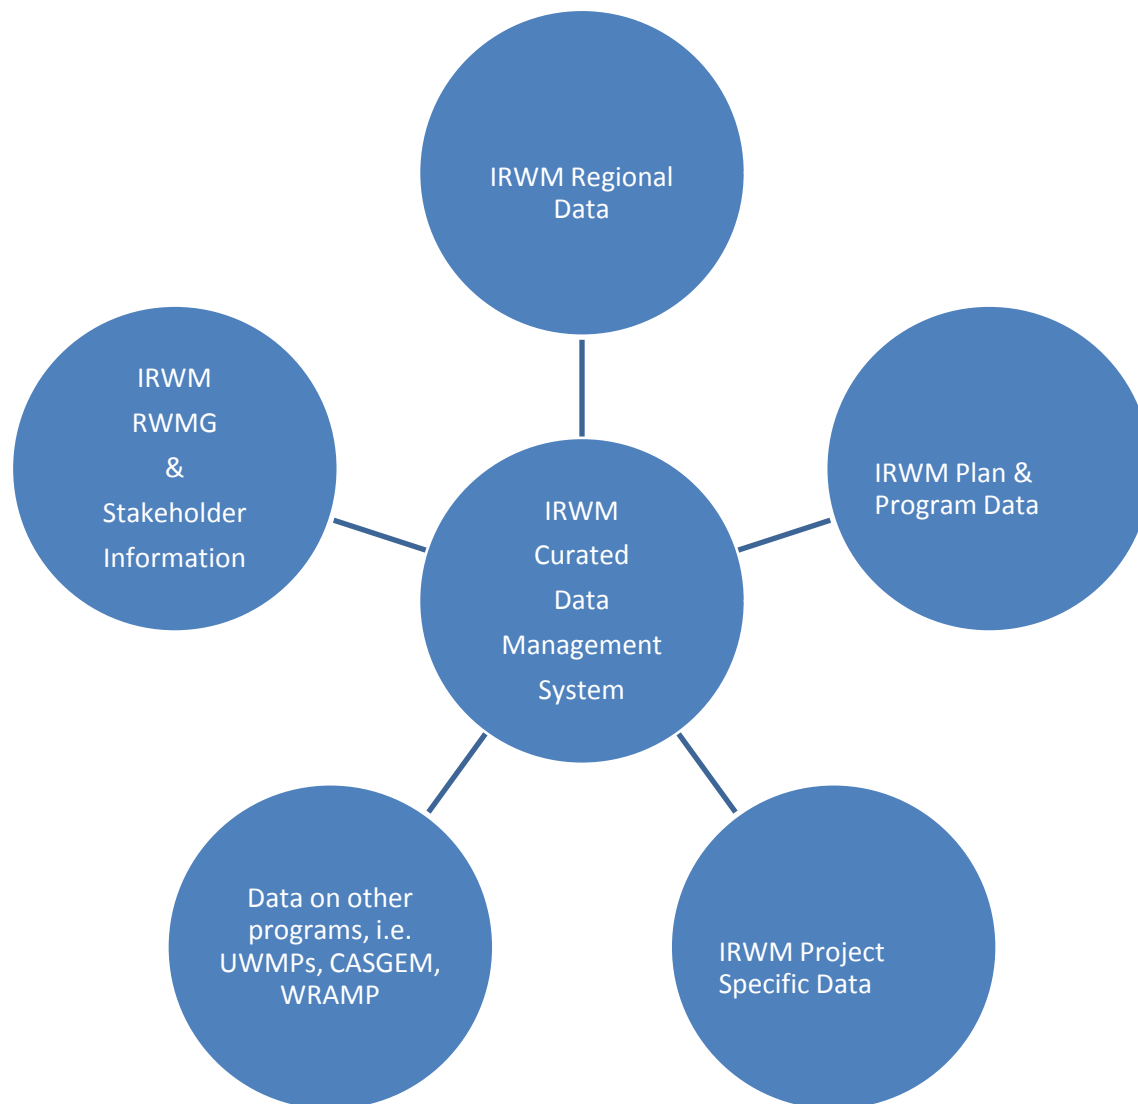 IRWM Regional
Data
IRWM
RWMG
&
Stakeholder
Information
IRWM Plan &
Program Data
IRWM
Curated
Data
Management
System
Data on other
programs, i.e.
UWMPs, CASGEM,
WRAMP
IRWM Project
Specific Data